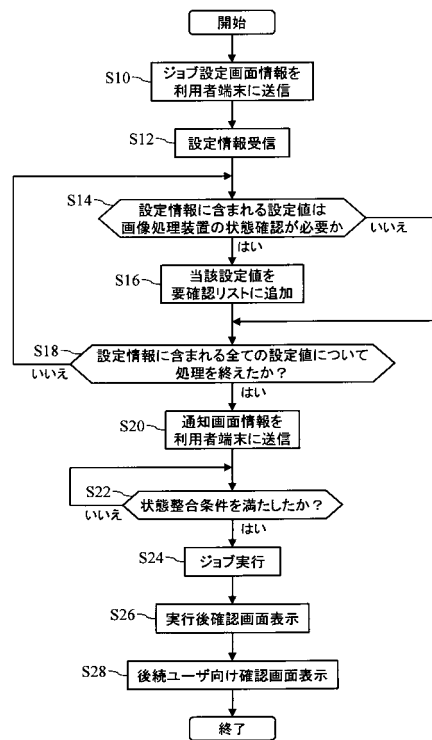 開始
S10
ジョブ設定画面情報を
利用者端末に送信
S12
設定情報受信
S14
設定情報に含まれる設定値は
画像処理装置の状態確認が必要か
いいえ
はい
S16
当該設定値を
要確認リストに追加
S18
設定情報に含まれる全ての設定値について
処理を終えたか？
いいえ
はい
S20
通知画面情報を
利用者端末に送信
S22
状態整合条件を満たしたか？
いいえ
はい
S24
ジョブ実行
S26
実行後確認画面表示
S28
後続ユーザ向け確認画面表示
終了